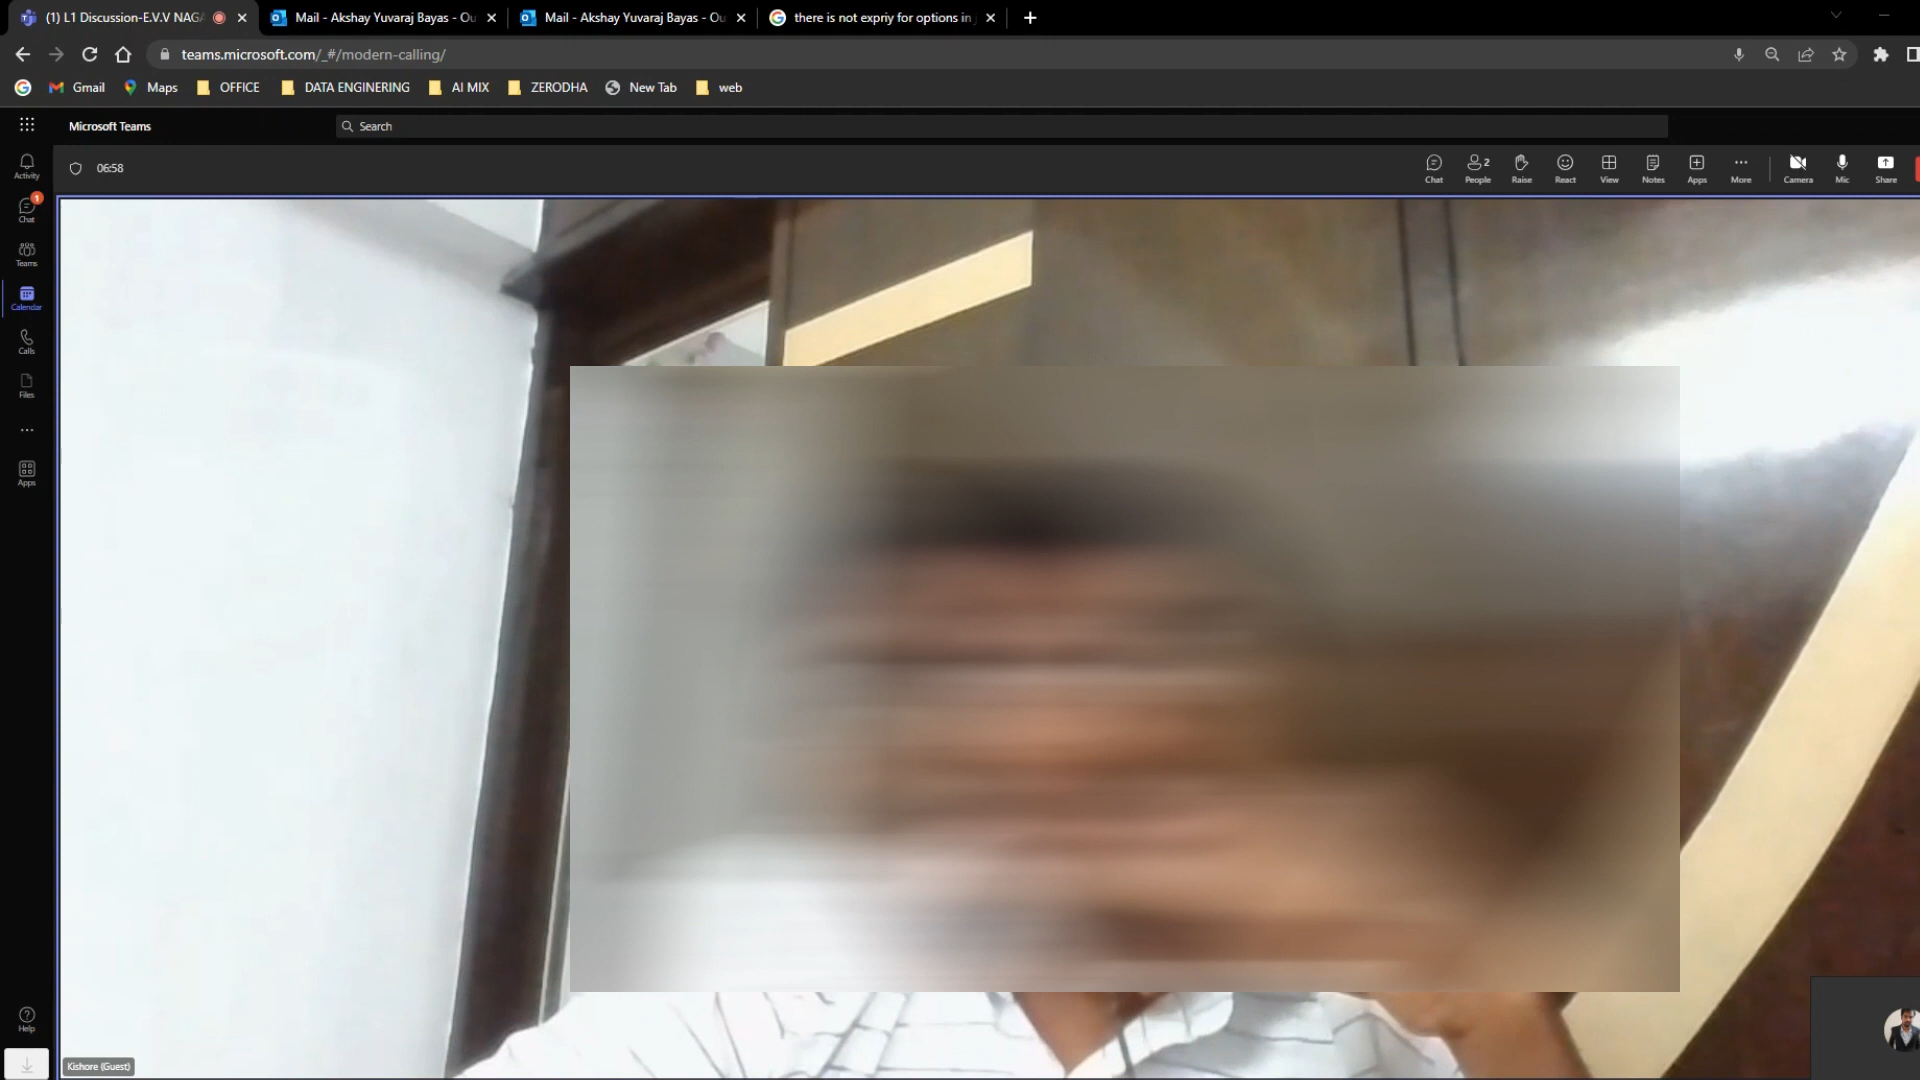 (1) L1 Discussion-E.V.V NAGA
Mail - Akshay Yuvaraj Bayas - Ou
Mail - Akshay Yuvaraj Bayas - Ou
there is not expriy for options in
teams.microsoft.com/_#/modern-calling/
Gmail
Maps
OFFICE
DATA ENGINERING
AI MIX
ZERODHA
New Tab
web
Microsoft Teams
Search
06:58
2
Chat
People
Raise
React
View
Notes
Apps
More
Camera
Mic
Share
Activity
1
Chat
Teams
Calendar
Calls
Files
Apps
Help
Kishore (Guest)